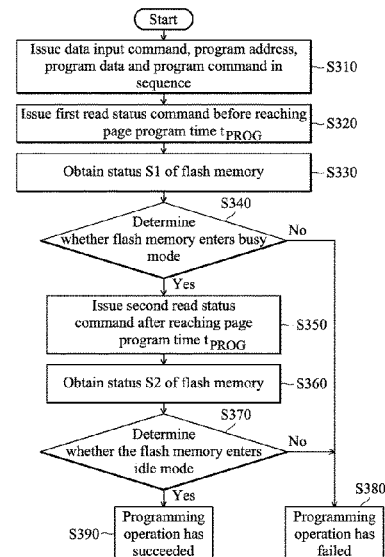 Start
Issue data input command, program address,
program data and program command in
sequence
S310
Issue first read status command before reaching
page program time tPROG
S320
Obtain status S1 of flash memory
S330
S340
Determine
whether flash memory enters busy
mode
No
Yes
Issue second read status
command after reaching page
program time tPROG
S350
Obtain status S2 of flash memory
S360
S370
Determine
whether the flash memory enters
idle mode
No
Yes
S380
S390
Programming
operation has
succeeded
Programming
operation has
failed